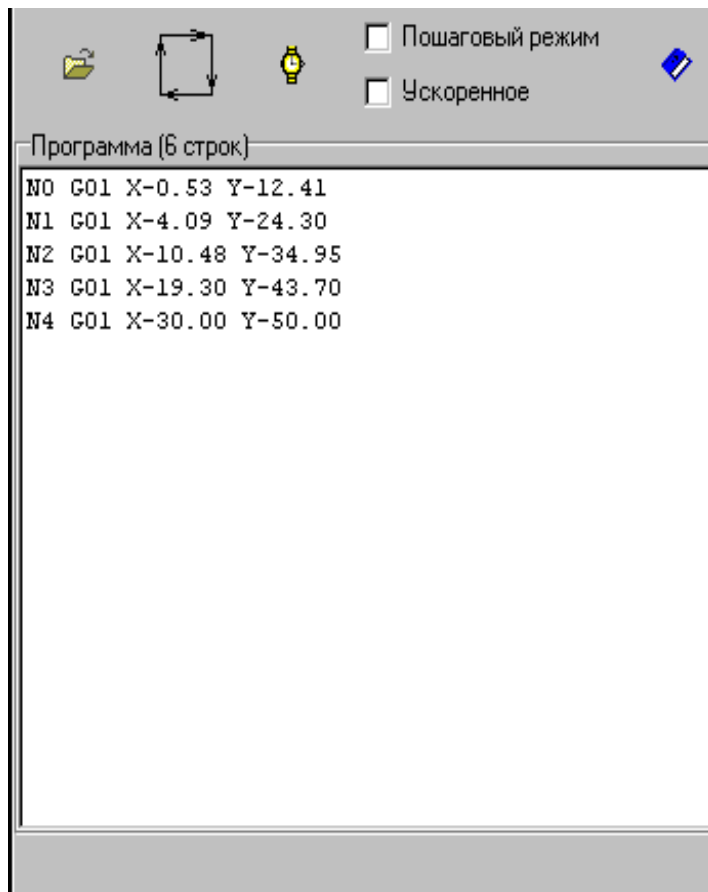 Пошаговый режим
Ускоренное
Программа (6 строк)
N0 G01 X-0.53 Y-12.41
N1 G01 X-4.09 Y-24.30
N2 G01 X-10.48 Y-34.95
N3 G01 X-19.30 Y-43.70
N4 G01 X-30.00 Y-50.00